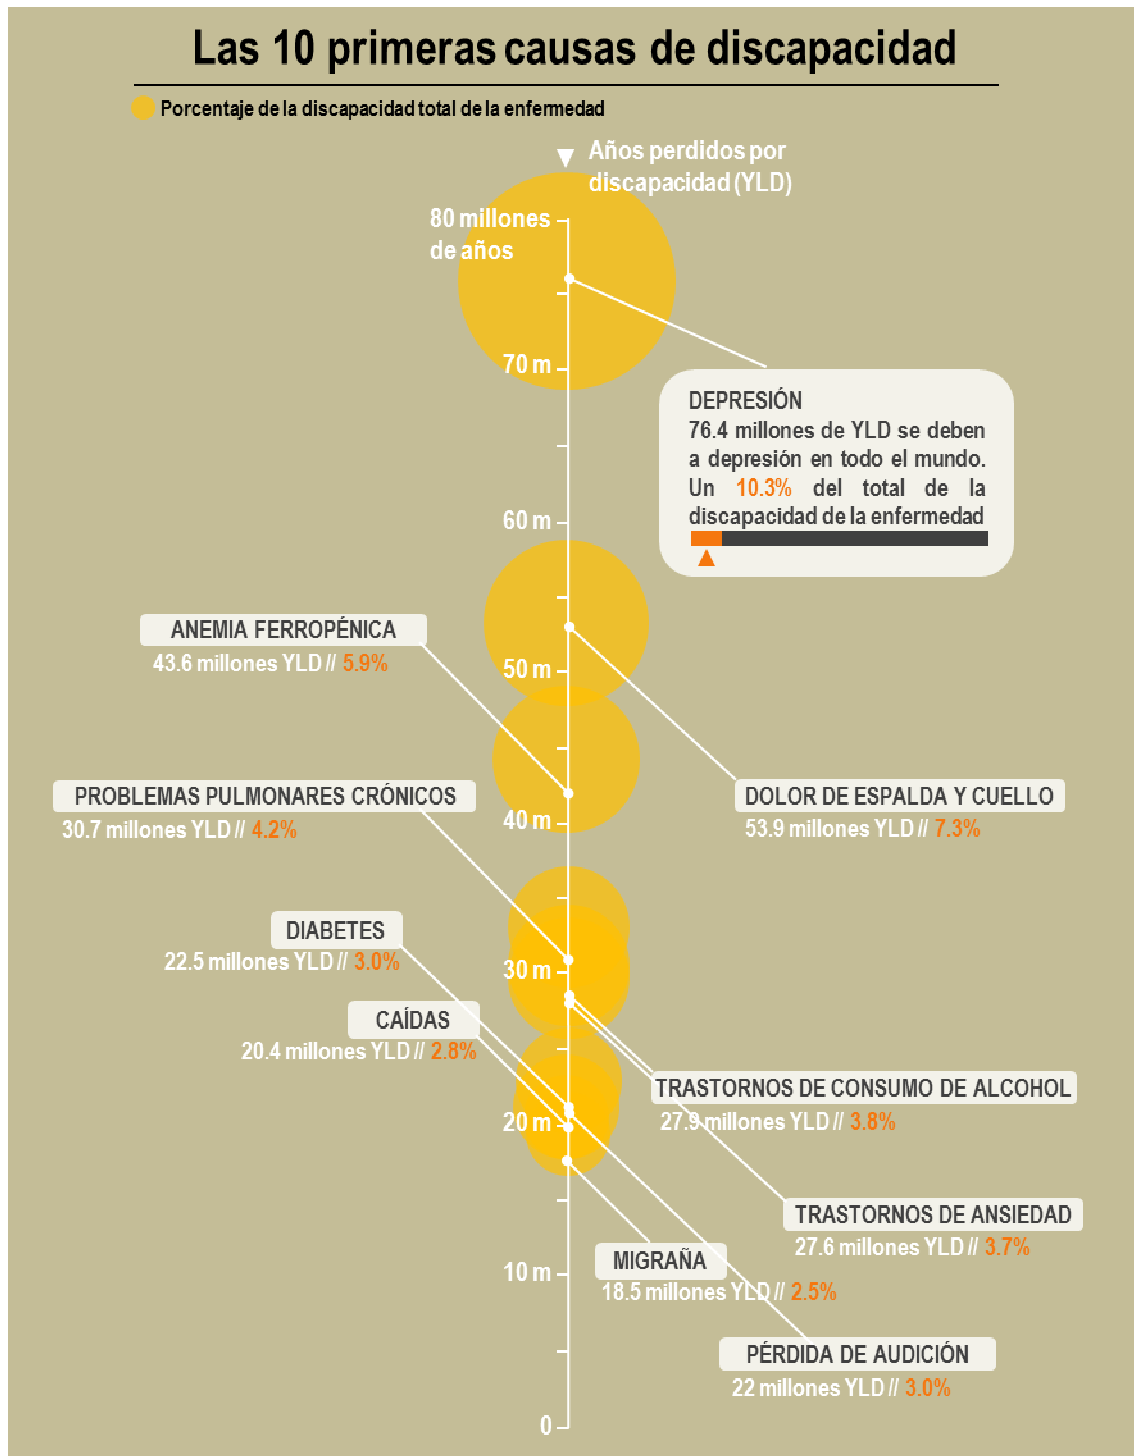 Las 10 primeras causas de discapacidad
Porcentaje de la discapacidad total de la enfermedad
Años perdidos por
discapacidad (YLD)
80 millones
de años
70 m
DEPRESIÓN
76.4 millones de YLD se deben
a depresión en todo el mundo.
Un 10.3% del total de la
discapacidad de la enfermedad
60 m
ANEMIA FERROPÉNICA
43.6 millones YLD // 5.9%
50 m
PROBLEMAS PULMONARES CRÓNICOS
30.7 millones YLD // 4.2%
DOLOR DE ESPALDA Y CUELLO
53.9 millones YLD // 7.3%
40 m
DIABETES
22.5 millones YLD // 3.0%
30 m
CAÍDAS
20.4 millones YLD // 2.8%
TRASTORNOS DE CONSUMO DE ALCOHOL
27.9 millones YLD // 3.8%
20 m
TRASTORNOS DE ANSIEDAD
27.6 millones YLD // 3.7%
MIGRAÑA
18.5 millones YLD // 2.5%
10 m
PÉRDIDA DE AUDICIÓN
22 millones YLD // 3.0%
0